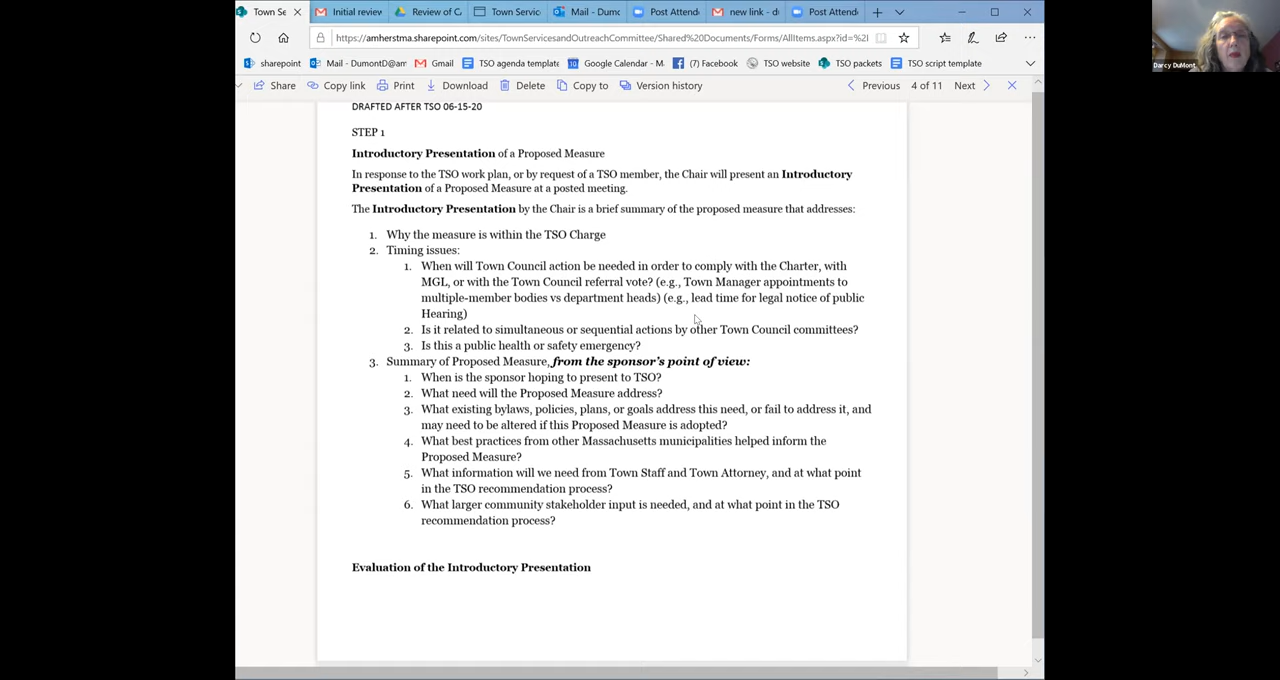 Town Se
Initial review
Review of C
Town Servic
Mail - Dumo
Post Attend
new link - d
Post Attend
https://amherstma.sharepoint.com/sites/TownServicesandOutreachCommittee/Shared%20Documents/Forms/AllItems.aspx?id=%2
sharepoint
Mail - DumontD@am
Gmail
TSO agenda template
Google Calendar - M
(7) Facebook
TSO website
TSO packets
TSO script template
Share
Copy link
Print
Download
Delete
Copy to
Version history
Previous
4 of 11
Next
Darcy DuMont
DRAFTED AFTER TSO 06-15-20
STEP 1
Introductory Presentation of a Proposed Measure
In response to the TSO work plan, or by request of a TSO member, the Chair will present an Introductory
Presentation of a Proposed Measure at a posted meeting.
The Introductory Presentation by the Chair is a brief summary of the proposed measure that addresses:
1. Why the measure is within the TSO Charge
2. Timing issues:
1. When will Town Council action be needed in order to comply with the Charter, with
MGL, or with the Town Council referral vote? (e.g., Town Manager appointments to
multiple-member bodies vs department heads) (e.g., lead time for legal notice of public
Hearing)
2. Is it related to simultaneous or sequential actions by other Town Council committees?
3. Is this a public health or safety emergency?
3. Summary of Proposed Measure, from the sponsor's point of view:
1. When is the sponsor hoping to present to TSO?
2. What need will the Proposed Measure address?
3. What existing bylaws, policies, plans, or goals address this need, or fail to address it, and
may need to be altered if this Proposed Measure is adopted?
4. What best practices from other Massachusetts municipalities helped inform the
Proposed Measure?
5. What information will we need from Town Staff and Town Attorney, and at what point
in the TSO recommendation process?
6. What larger community stakeholder input is needed, and at what point in the TSO
recommendation process?
Evaluation of the Introductory Presentation